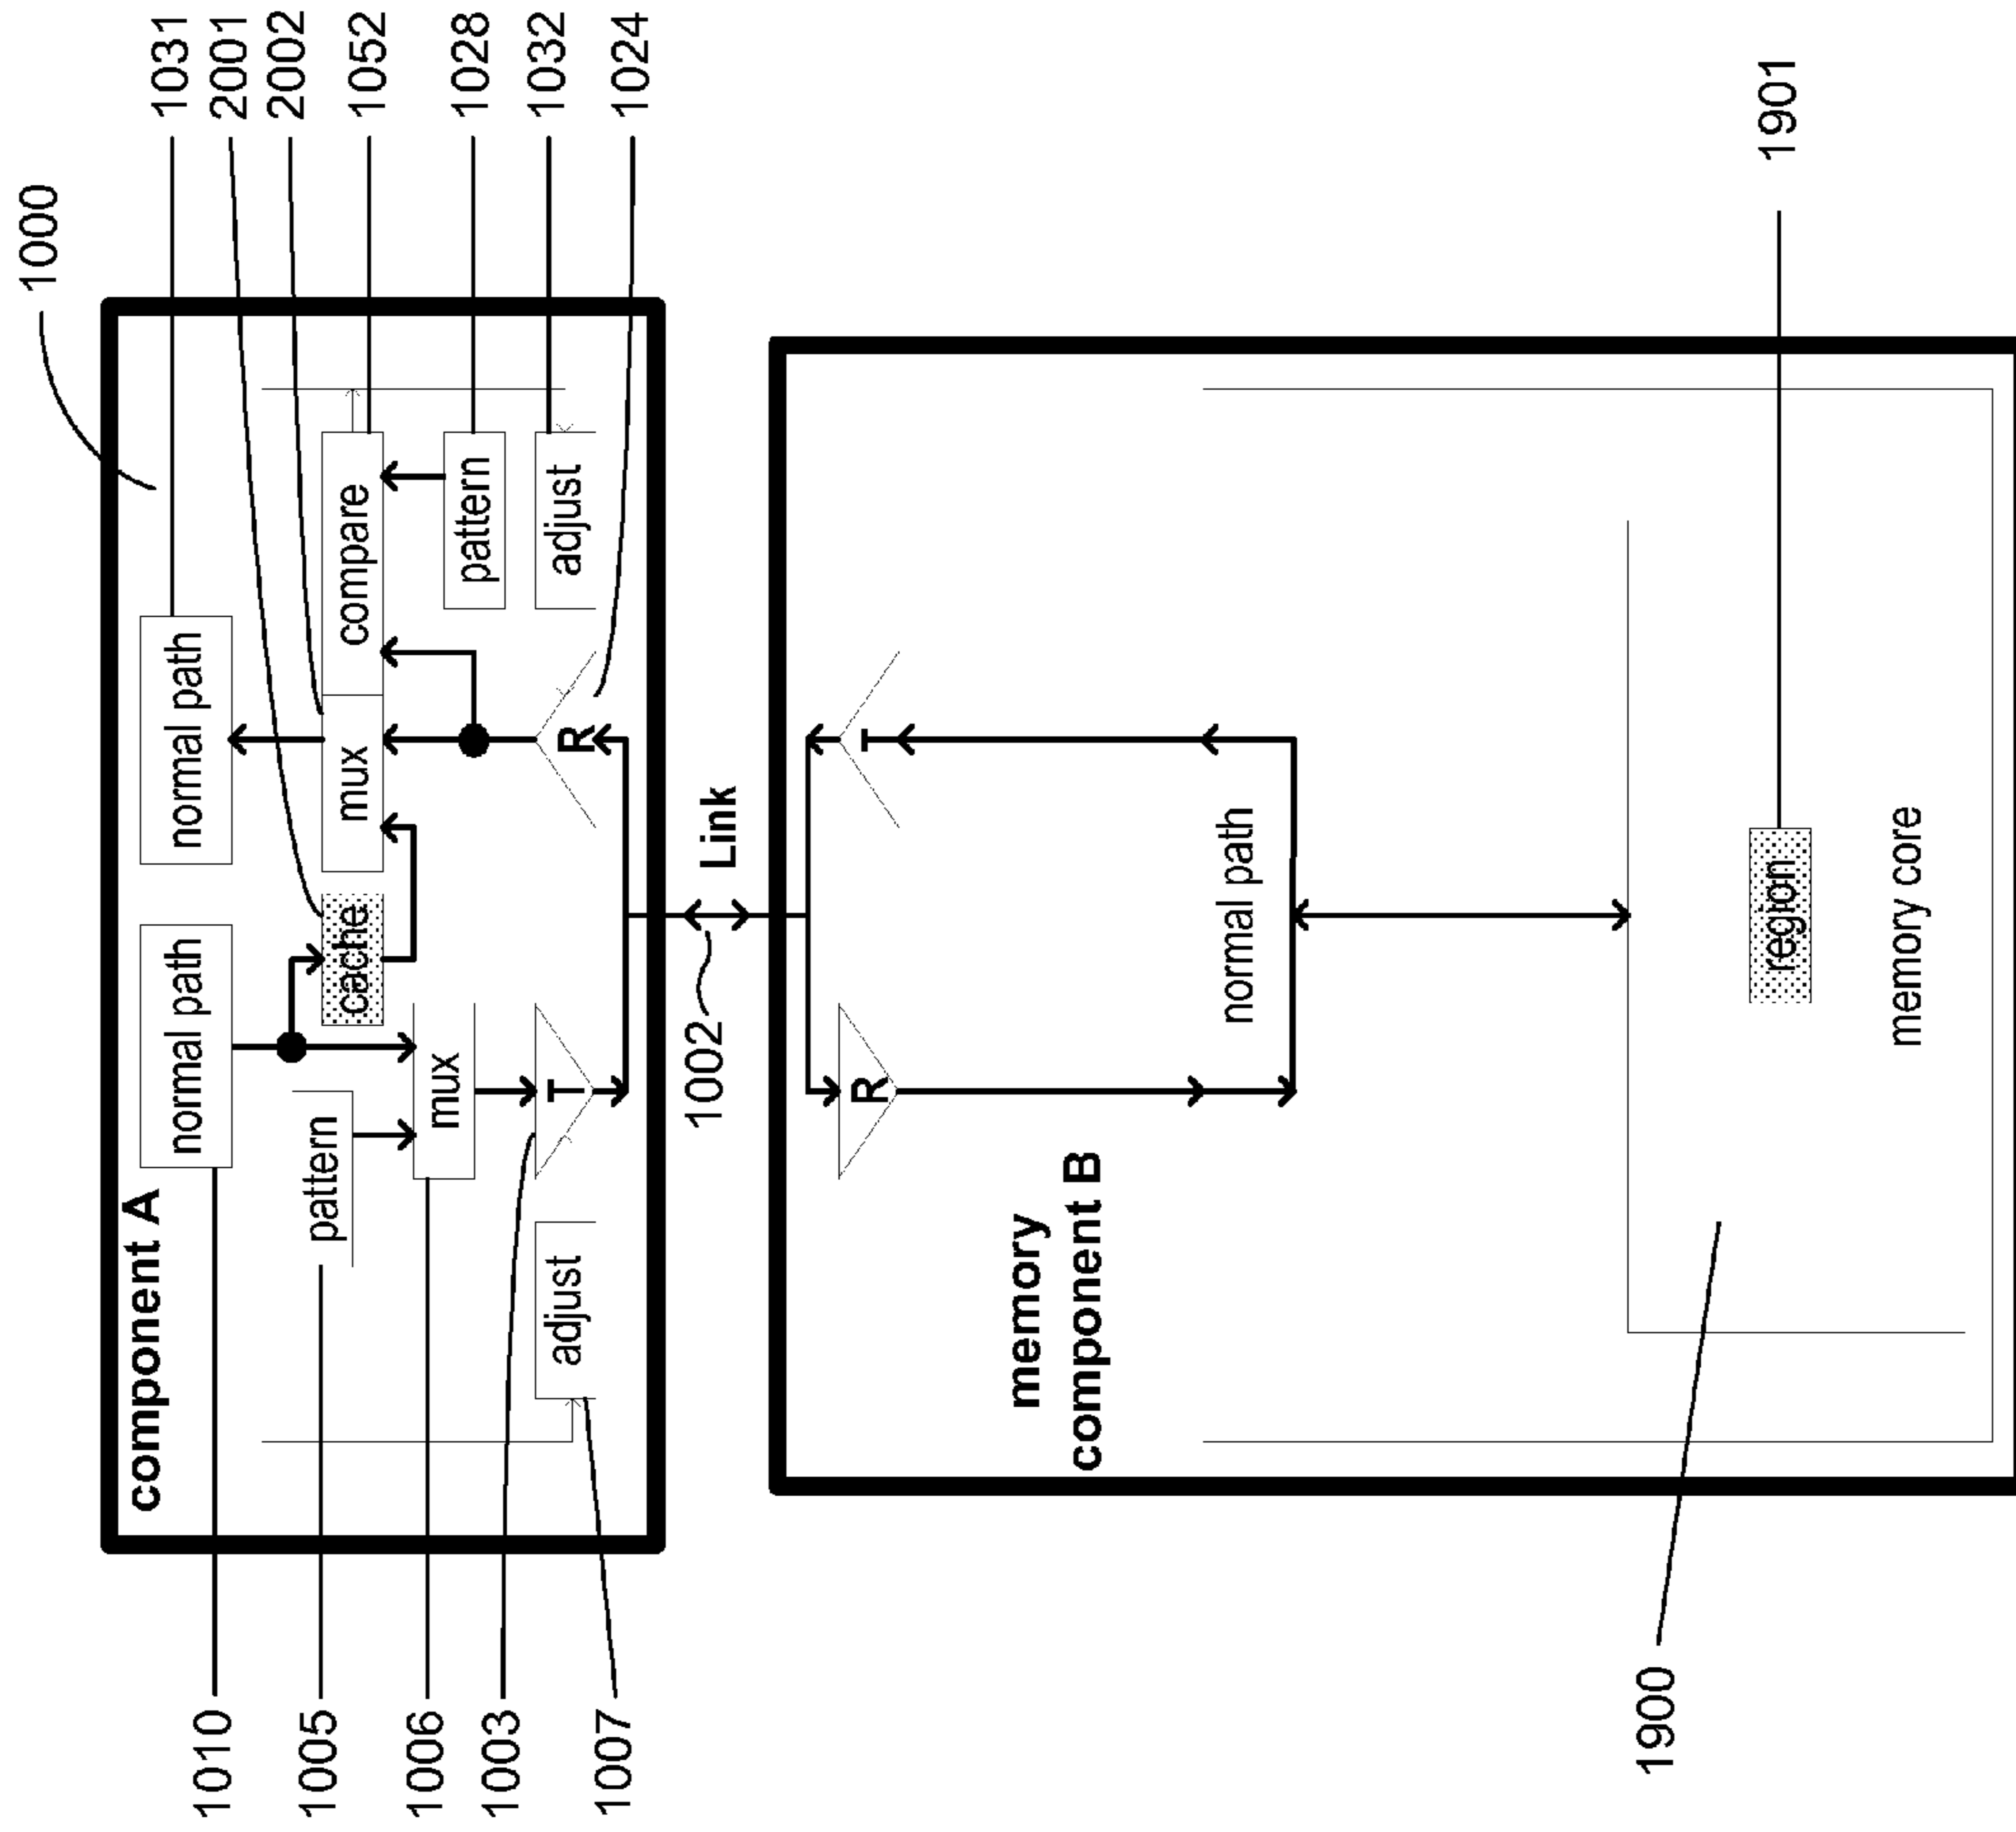 1000
1031
2001
2002
1052
1028
1032
1024
component A
normal path
normal path
pattern
cache
mux
compare
mux
pattern
adjust
T
R
adjust
1010
1005
1006
1003
1007
1002
Link
memory
component B
R
T
normal path
region
memory core
1900
1901